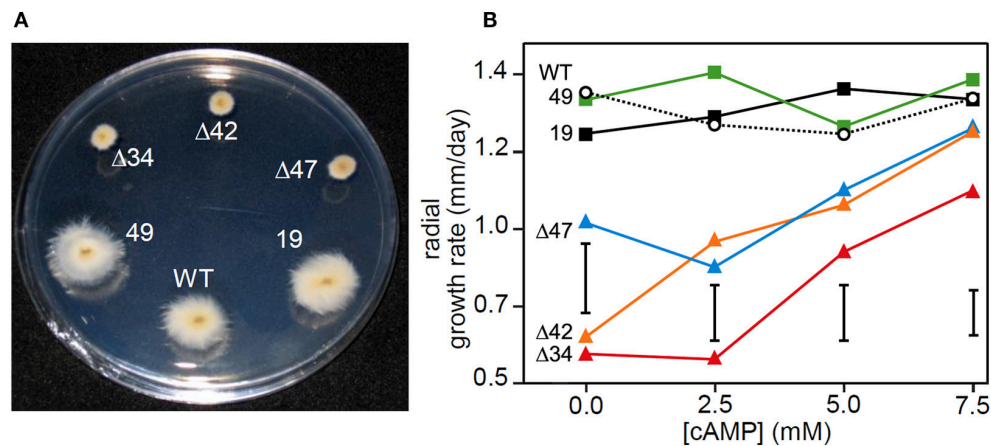 A
Δ42
Δ34
Δ47
49
19
WT
B
radial
growth rate (mm/day)
1.4
1.2
1.0
0.7
0.5
WT
49
19
Δ47
Δ42
Δ34
0.0 2.5 5.0 7.5
[cAMP] (mM)